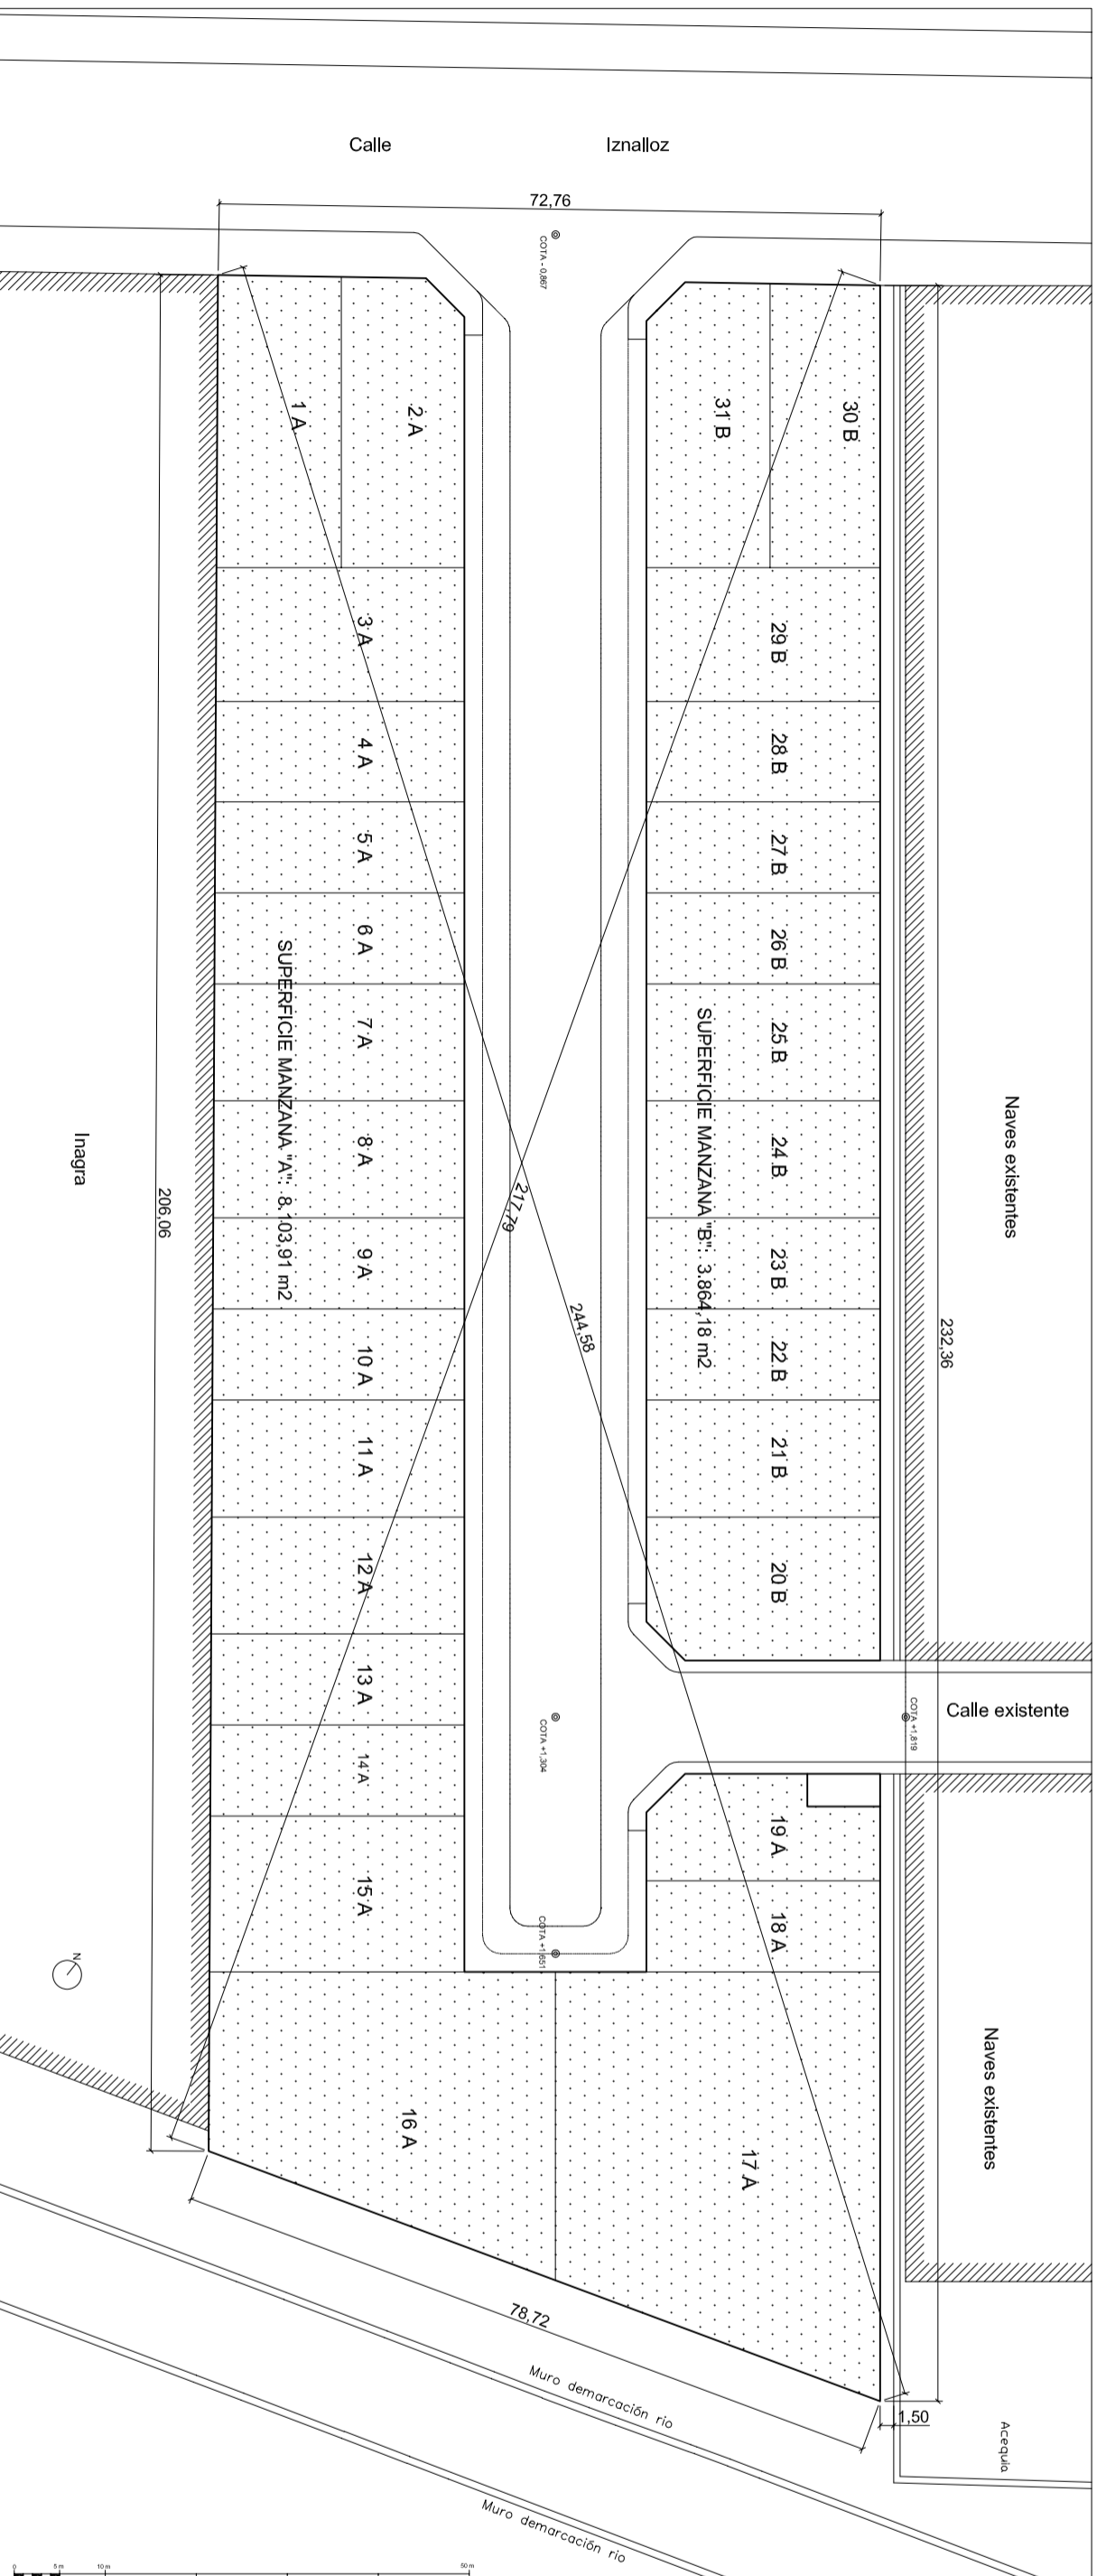 Calle Iznalloz
72,76
COTA - 0,867
1 A
2 A
31 B
30 B
3 A
29 B
4 A
28 B
5 A
27 B
6 A
26 B
7 A
25 B
8 A
24 B
9 A
23 B
10 A
22 B
11 A
21 B
12 A
20 B
13 A
14 A
15 A
19 A
18 A
16 A
17 A
SUPERFICIE MANZANA "A": 8.103,91 m2
SUPERFICIE MANZANA "B": 3.864,18 m2
Naves existentes
Inagra
206,06
217,79
244,58
232,36
Calle existente
COTA +1,819
COTA +1,304
COTA +1,651
N
Naves existentes
78,72
1,50
Acequia
Muro demarcación rio
Muro demarcación rio
0 5 m 10 m 50 m